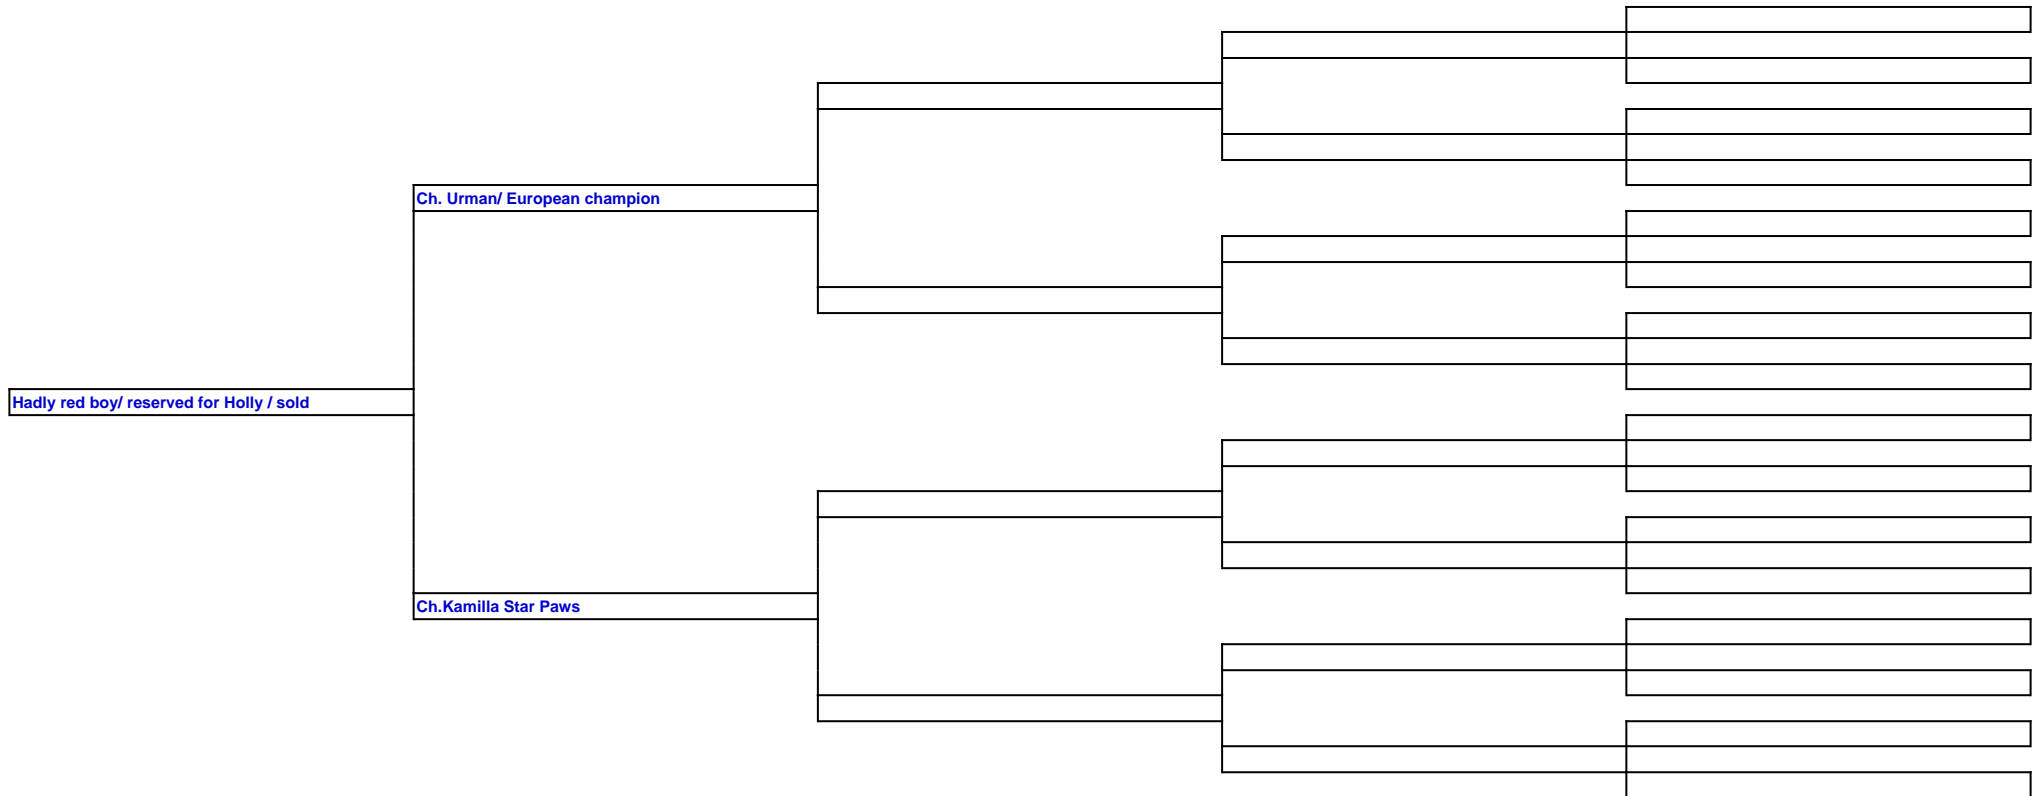 Ch. Urman/ European champion
Hadly red boy/ reserved for Holly / sold
Ch.Kamilla Star Paws